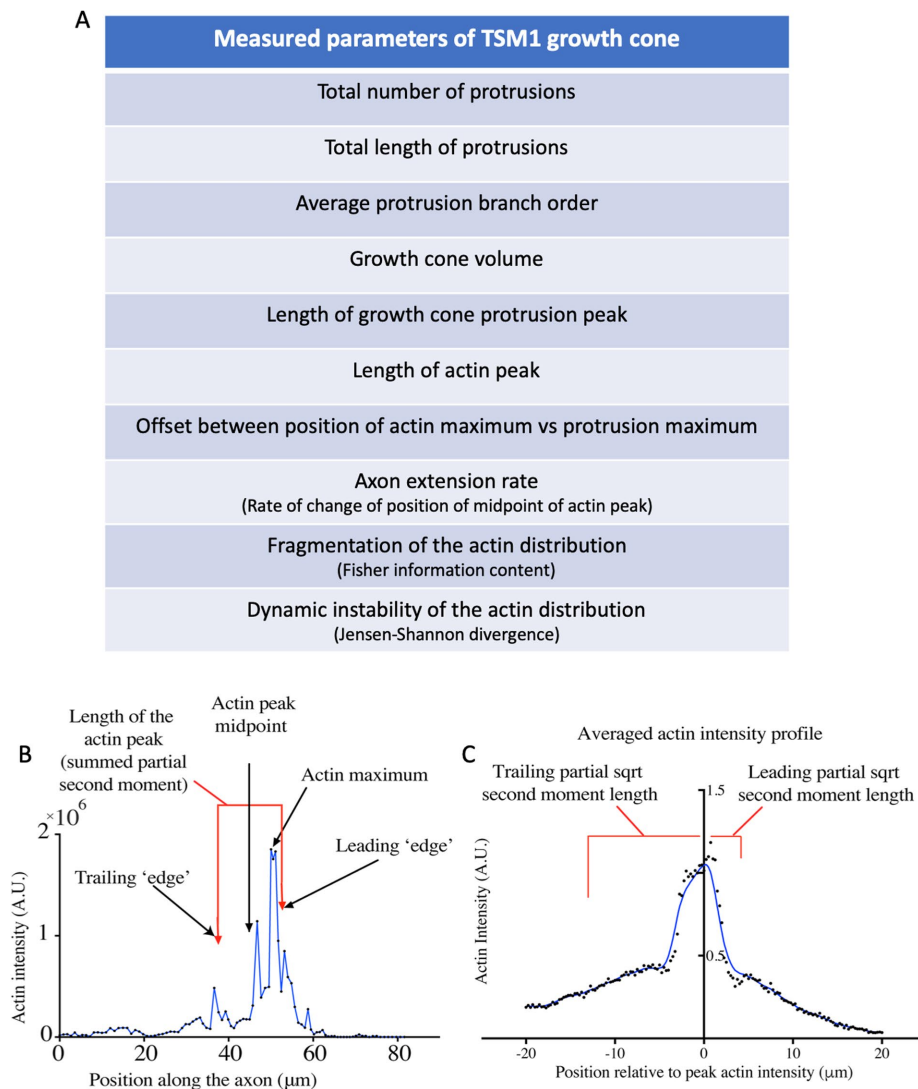 A
Measured parameters of TSM1 growth cone
Total number of protrusions
Total length of protrusions
Average protrusion branch order
Growth cone volume
Length of growth cone protrusion peak
Length of actin peak
Offset between position of actin maximum vs protrusion maximum
Axon extension rate
(Rate of change of position of midpoint of actin peak)
Fragmentation of the actin distribution
(Fisher information content)
Dynamic instability of the actin distribution
(Jensen-Shannon divergence)
B
Length of the
actin peak
(summed partial
second moment)
Actin peak
midpoint
Actin maximum
Leading ‘edge’
Trailing ‘edge’
×10⁶
2
1
0
Actin intensity (A.U.)
0 20 40 60 80
Position along the axon (μm)
C
Averaged actin intensity profile
Trailing partial sqrt
second moment length
Leading partial sqrt
second moment length
1.5
0.5
Actin Intensity (A.U.)
-20 -10 0 10 20
Position relative to peak actin intensity (μm)